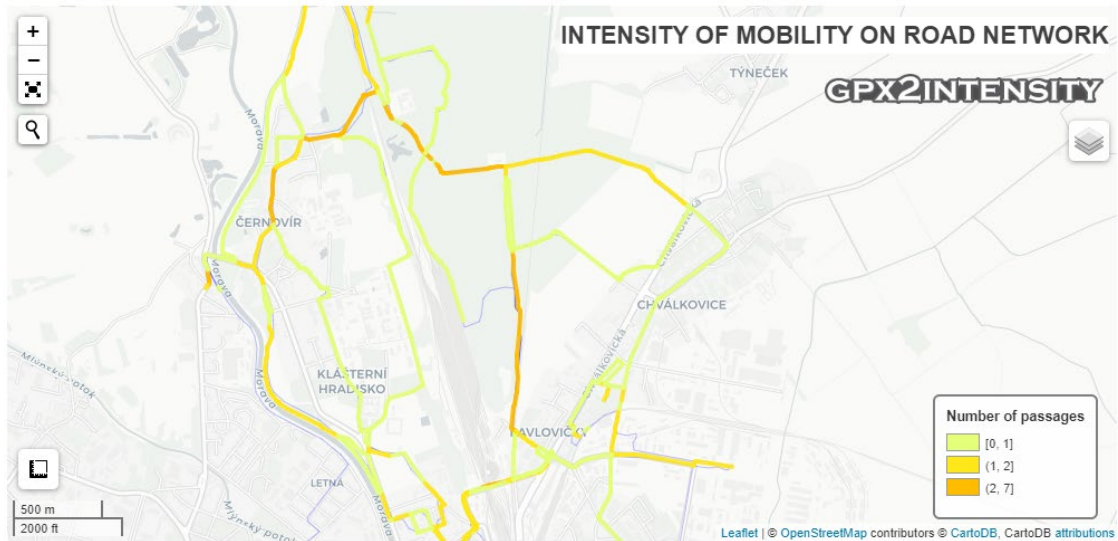 +
−
INTENSITY OF MOBILITY ON ROAD NETWORK
TÝNEČEK
GPX2INTENSITY
Morava
ČERNOVÍR
Morava
Chválkovická
CHVÁLKOVICE
Mlýnský potok
Morava
KLÁŠTERNÍ
HRADISKO
Chválkovická
PAVLOVIČKY
LETNÁ
Mlýnský potok
Morava
Number of passages
[0, 1]
(1, 2]
(2, 7]
500 m
2000 ft
Leaflet | © OpenStreetMap contributors © CartoDB, CartoDB attributions